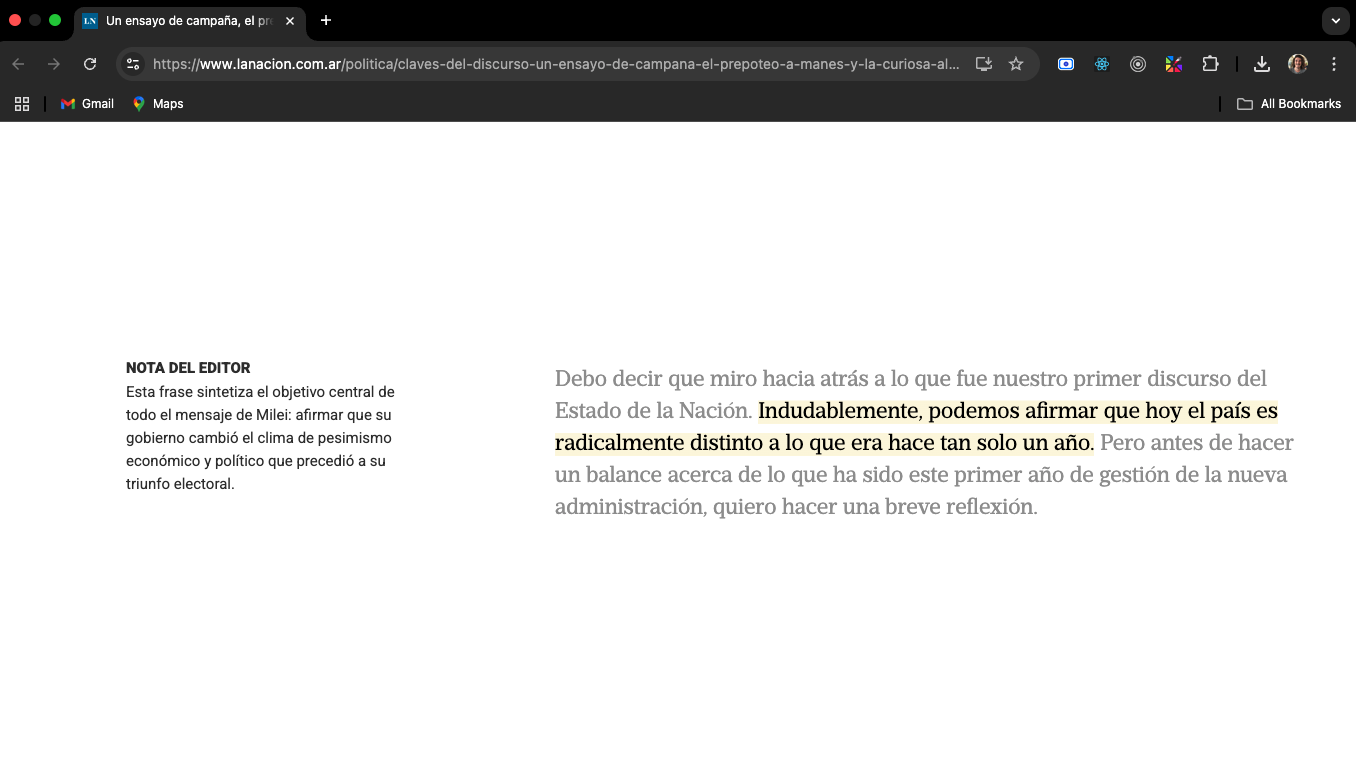 Un ensayo de campaña, el pre
https://www.lanacion.com.ar/politica/claves-del-discurso-un-ensayo-de-campana-el-prepoteo-a-manes-y-la-curiosa-al...
Gmail
Maps
All Bookmarks
NOTA DEL EDITOR
Esta frase sintetiza el objetivo central de
todo el mensaje de Milei: afirmar que su
gobierno cambió el clima de pesimismo
económico y político que precedió a su
triunfo electoral.
Debo decir que miro hacia atrás a lo que fue nuestro primer discurso del
Estado de la Nación. Indudablemente, podemos afirmar que hoy el país es
radicalmente distinto a lo que era hace tan solo un año. Pero antes de hacer
un balance acerca de lo que ha sido este primer año de gestión de la nueva
administración, quiero hacer una breve reflexión.